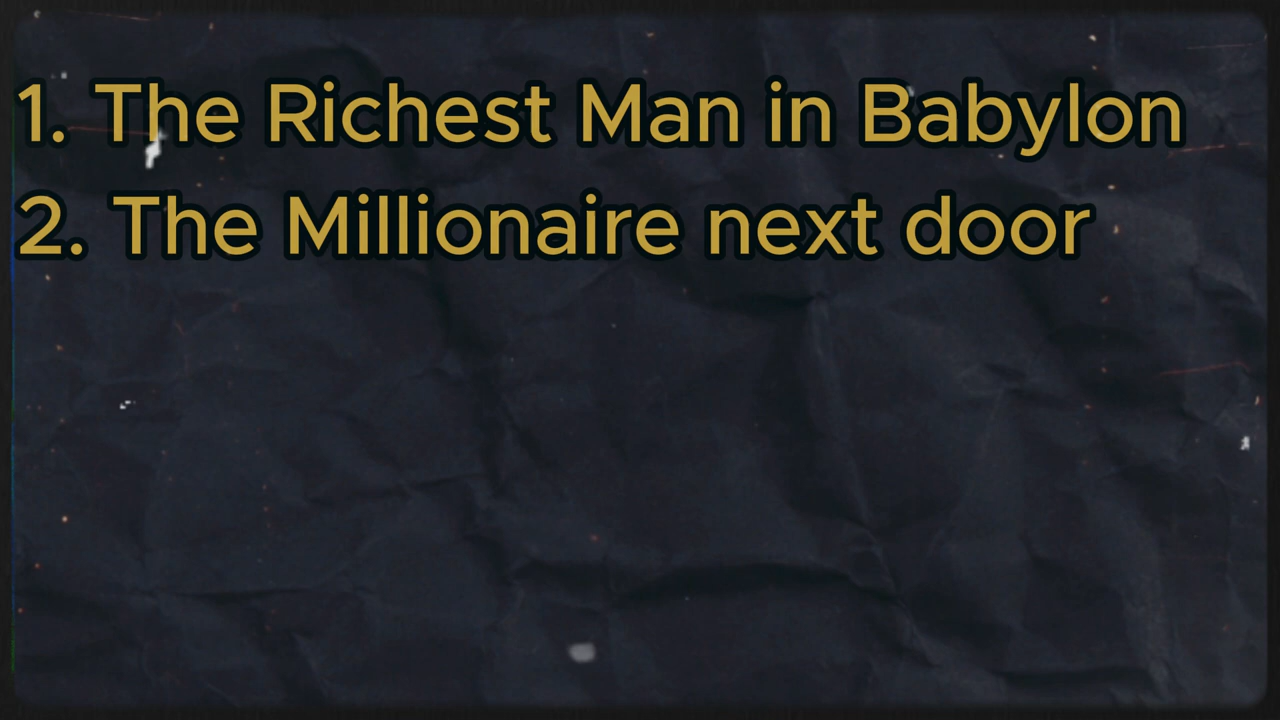 1. The Richest Man in Babylon
2. The Millionaire next door